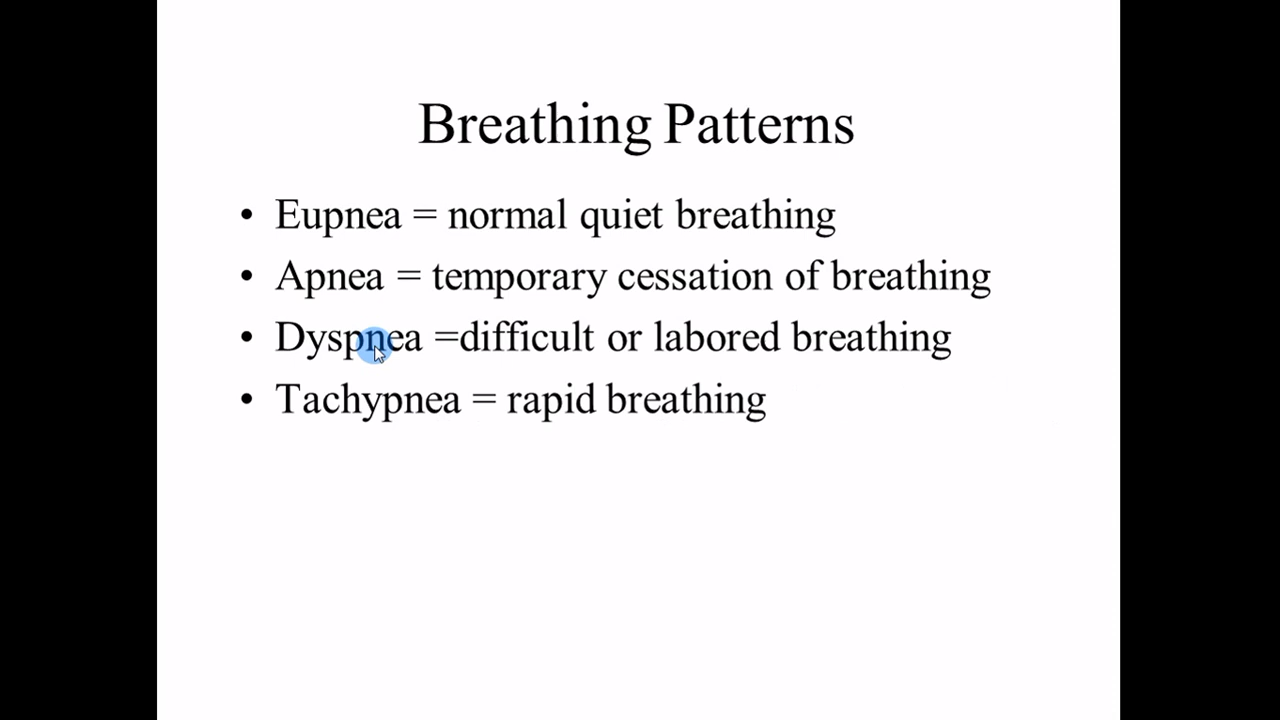 Breathing Patterns
• Eupnea = normal quiet breathing
• Apnea = temporary cessation of breathing
• Dyspnea =difficult or labored breathing
• Tachypnea = rapid breathing